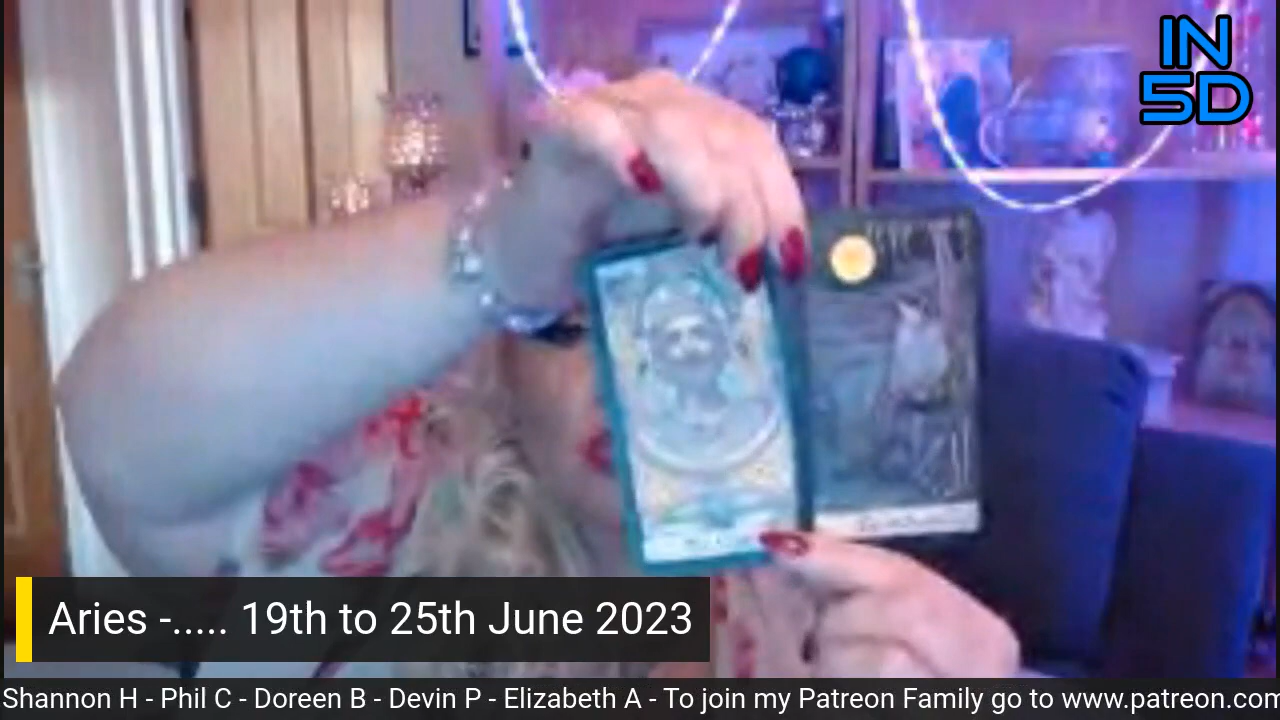 IN
5D
Aries -..... 19th to 25th June 2023
Shannon H - Phil C - Doreen B - Devin P - Elizabeth A - To join my Patreon Family go to www.patreon.com